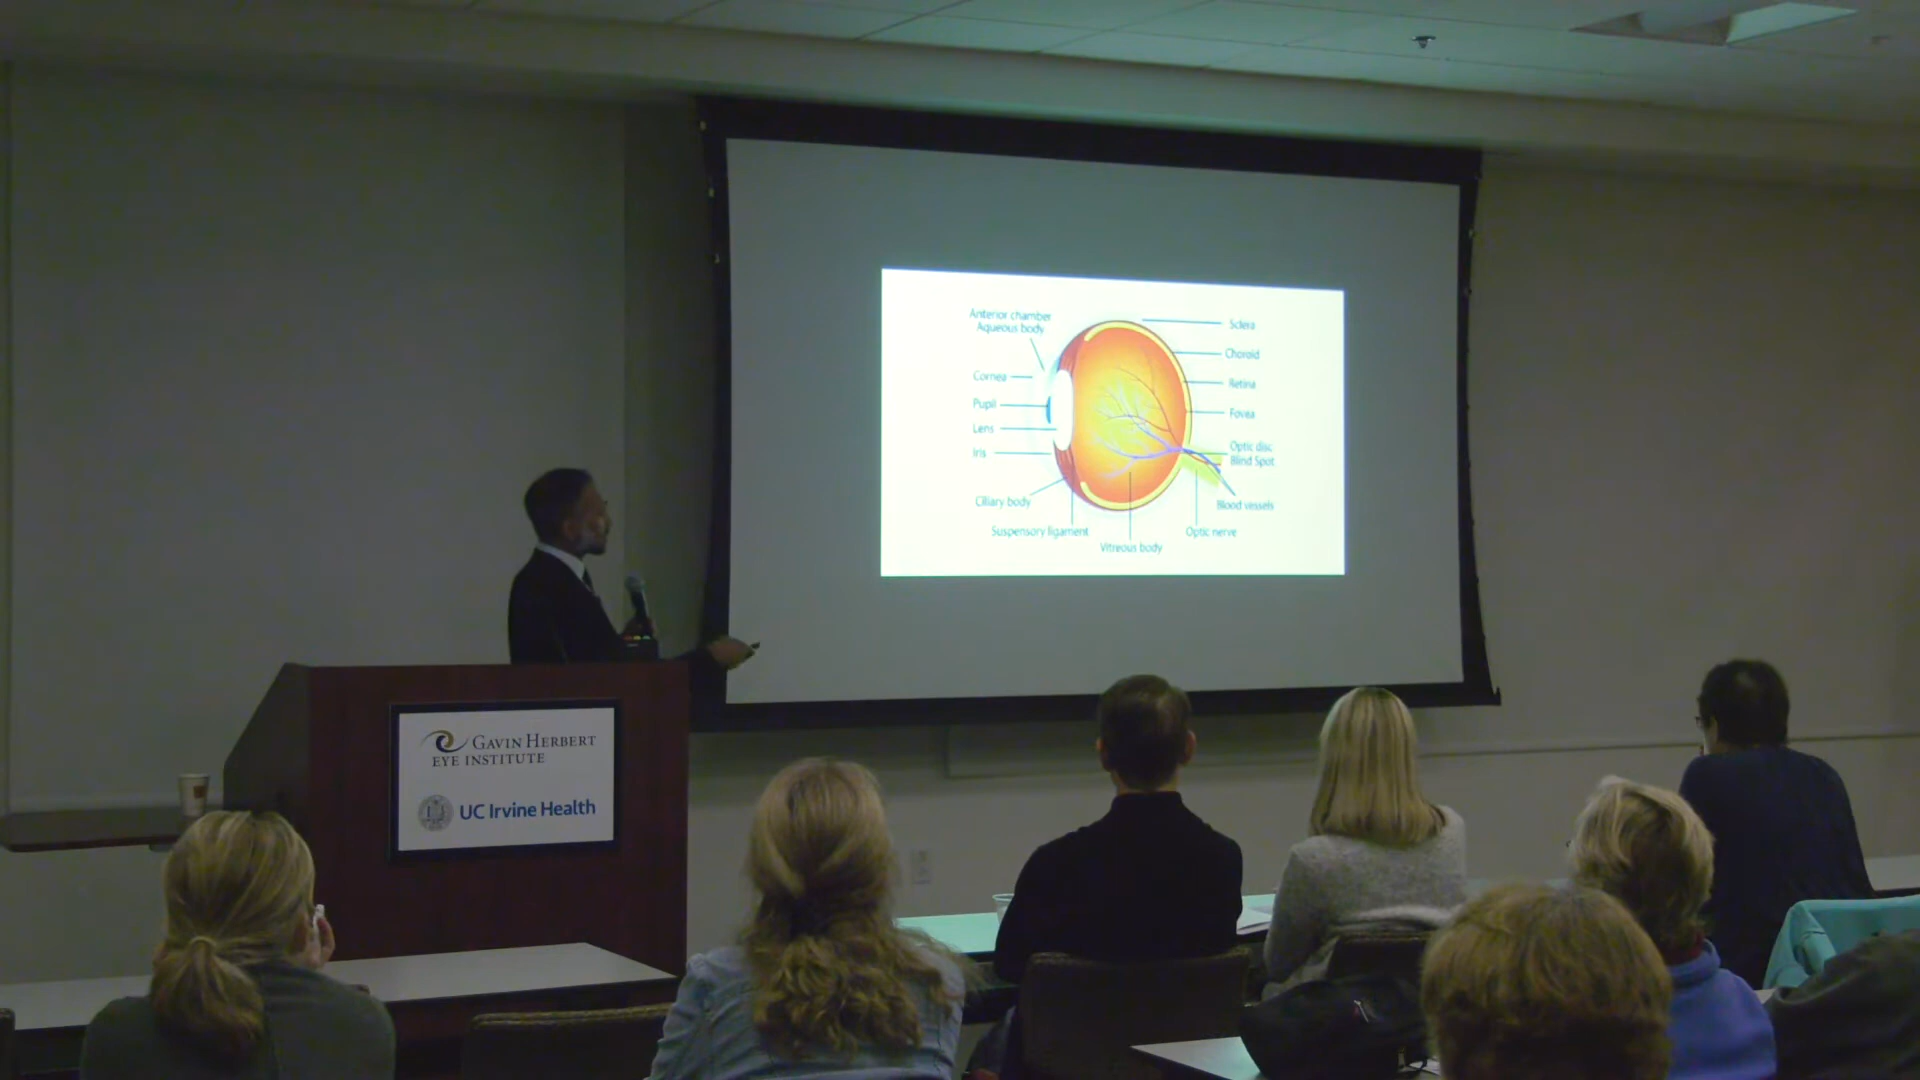 Anterior chamber
Aqueous body
Cornea
Pupil
Lens
Iris
Ciliary body
Suspensory ligament
Vitreous body
Sclera
Choroid
Retina
Fovea
Optic disc
Blind Spot
Blood vessels
Optic nerve
GAVIN HERBERT
EYE INSTITUTE
UC Irvine Health